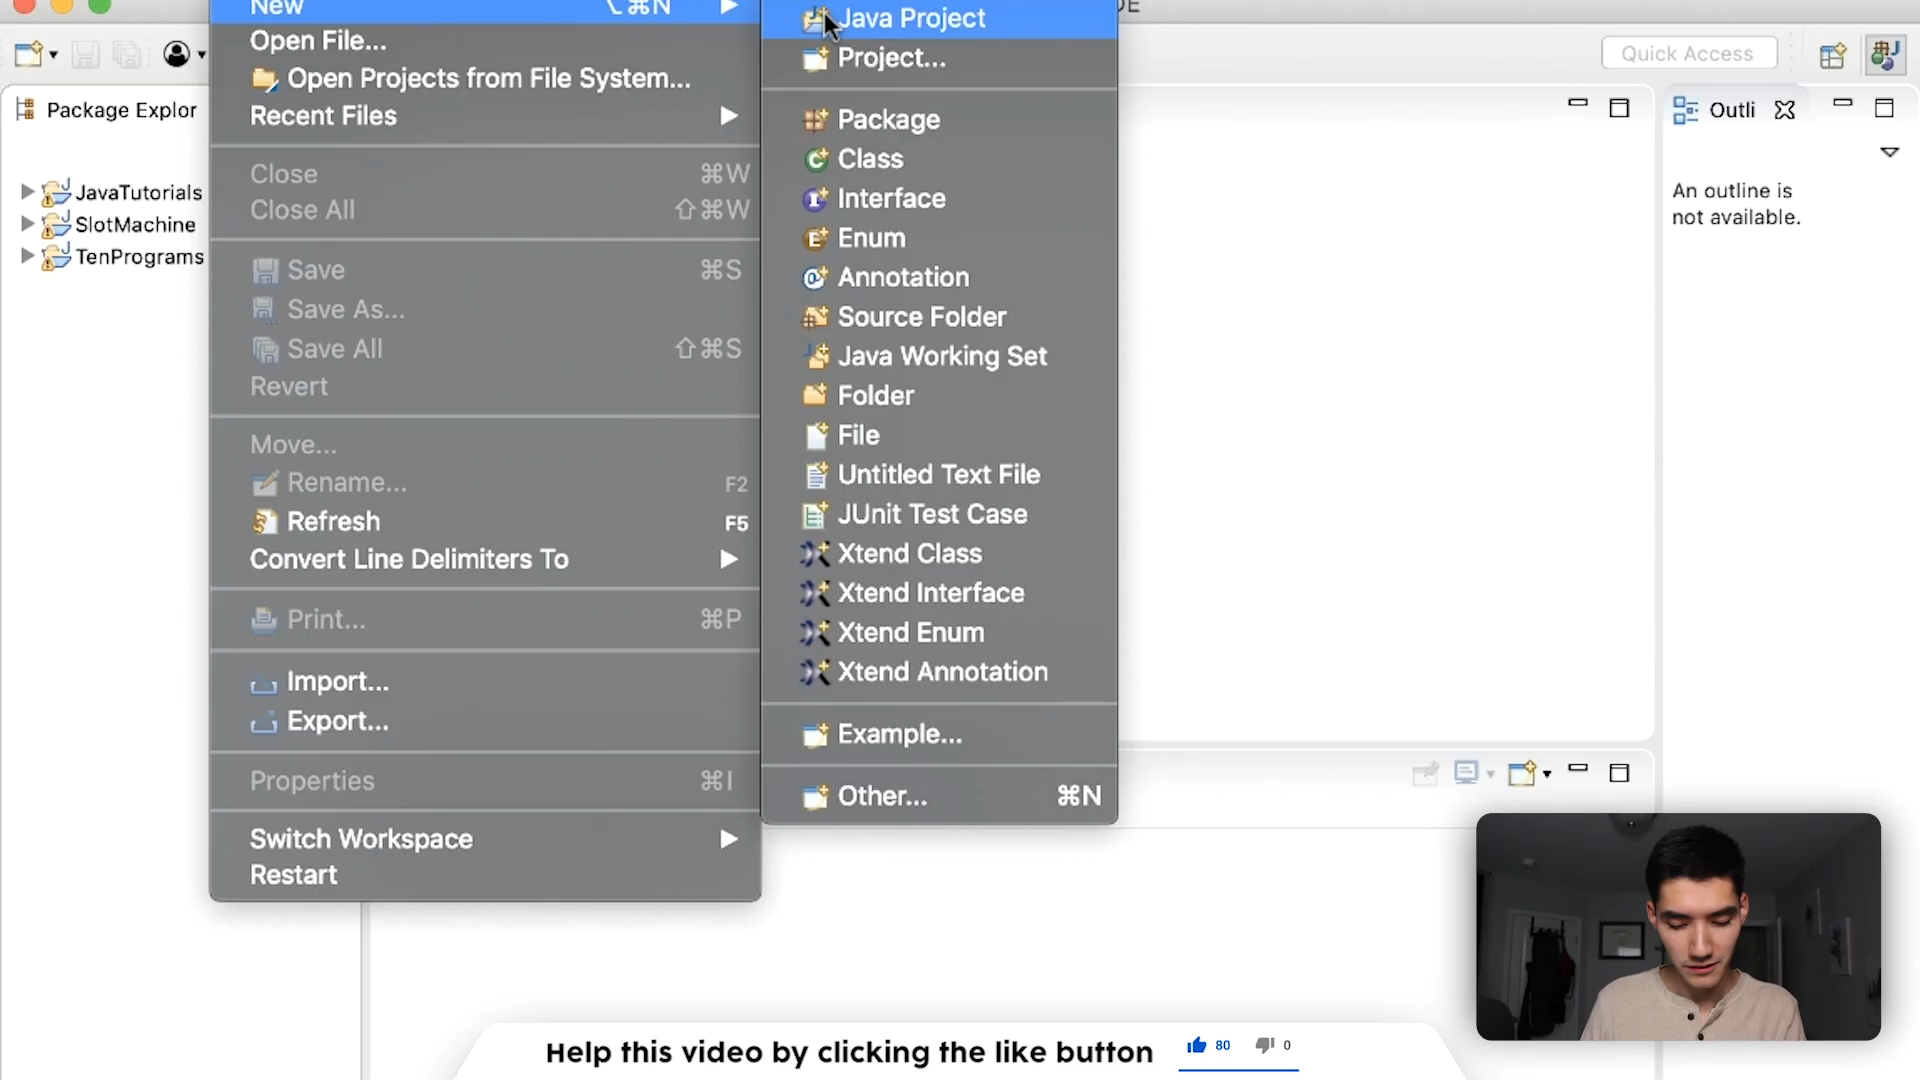 New ⌥⌘N
DE
Java Project
Open File...
Quick Access
Project...
Open Projects from File System...
Package Explor
Outli
Recent Files
Package
Class
Close ⌘W
An outline is
not available.
JavaTutorials
Interface
Close All ⇧⌘W
SlotMachine
Enum
TenPrograms
Save ⌘S
Annotation
Save As...
Source Folder
Save All ⇧⌘S
Java Working Set
Revert
Folder
File
Move...
Untitled Text File
Rename... F2
JUnit Test Case
Refresh F5
Xtend Class
Convert Line Delimiters To
Xtend Interface
Print... ⌘P
Xtend Enum
Xtend Annotation
Import...
Export...
Example...
Properties ⌘I
Other... ⌘N
Switch Workspace
Restart
Help this video by clicking the like button 80 0